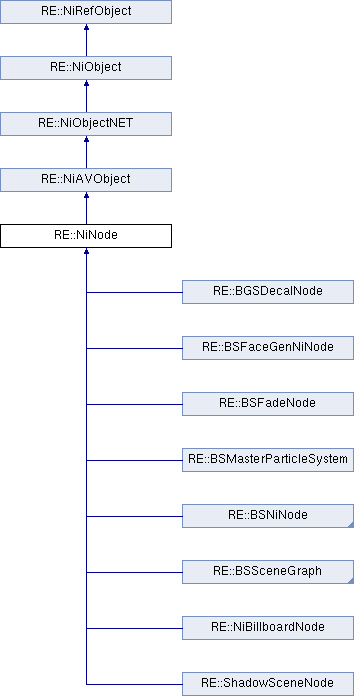 RE::NiRefObject
RE::NiObject
RE::NiObjectNET
RE::NiAVObject
RE::NiNode
RE::BGSDecalNode
RE::BSFaceGenNiNode
RE::BSFadeNode
RE::BSMasterParticleSystem
RE::BSNiNode
RE::BSSceneGraph
RE::NiBillboardNode
RE::ShadowSceneNode